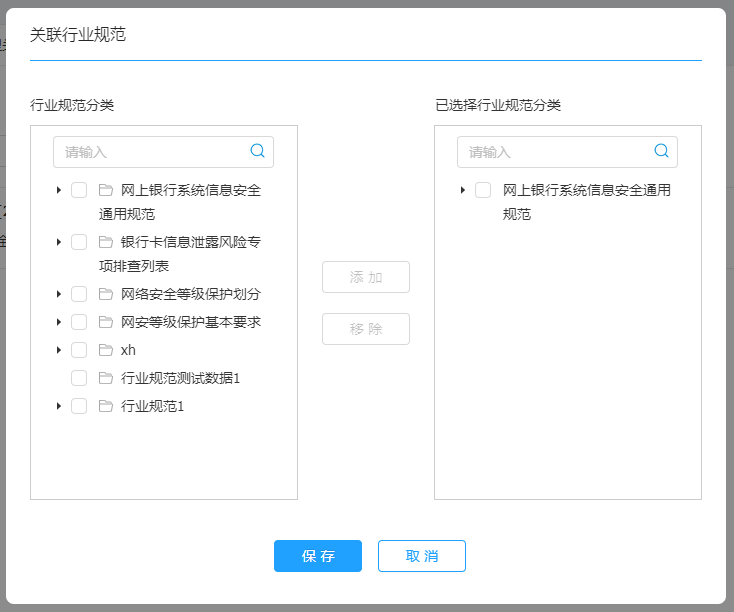 关联行业规范
行业规范分类
请输入
网上银行系统信息安全
通用规范
银行卡信息泄露风险专
项排查列表
网络安全等级保护划分
网安等级保护基本要求
xh
行业规范测试数据1
行业规范1
添 加
移 除
已选择行业规范分类
请输入
网上银行系统信息安全通用
规范
保 存
取 消